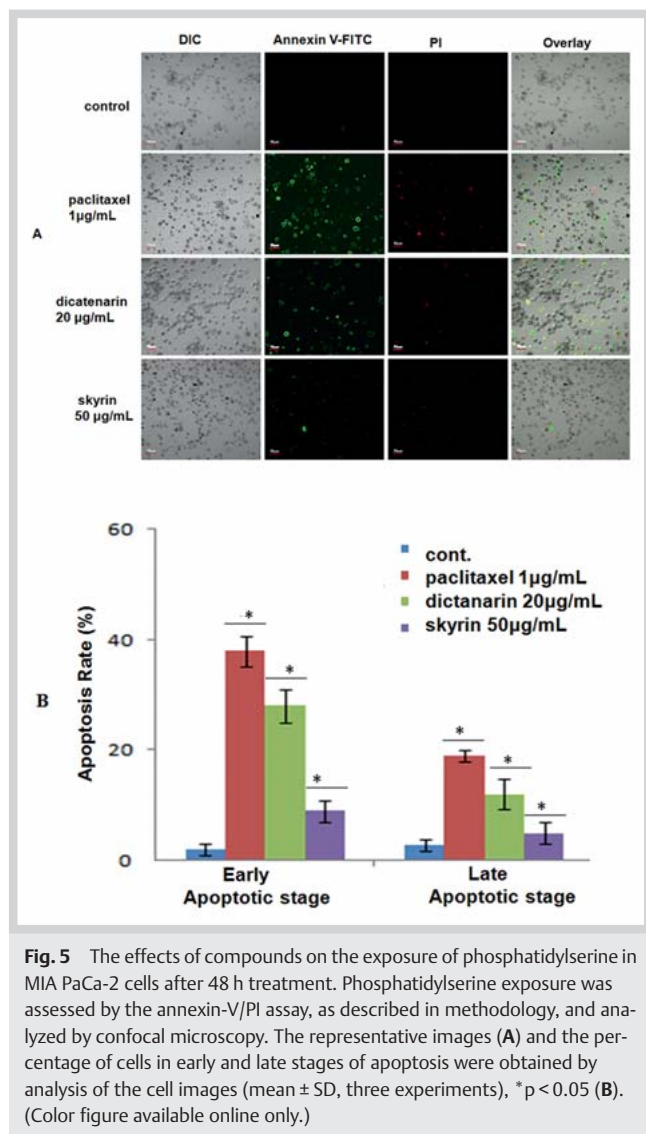 DIC Annexin V-FITC PI Overlay
control
paclitaxel
1µg/mL
A
dicatenarin
20 µg/mL
skyrin
50 µg/mL
60
cont.
paclitaxel 1µg/mL
dictanarin 20µg/mL
skyrin 50µg/mL
40
B
Apoptosis Rate (%)
* * * * * *
20
0
Early Late
Apoptotic stage Apoptotic stage
Fig. 5 The effects of compounds on the exposure of phosphatidylserine in
MIA PaCa-2 cells after 48 h treatment. Phosphatidylserine exposure was
assessed by the annexin-V/PI assay, as described in methodology, and ana-
lyzed by confocal microscopy. The representative images (A) and the per-
centage of cells in early and late stages of apoptosis were obtained by
analysis of the cell images (mean ± SD, three experiments), *p < 0.05 (B).
(Color figure available online only.)